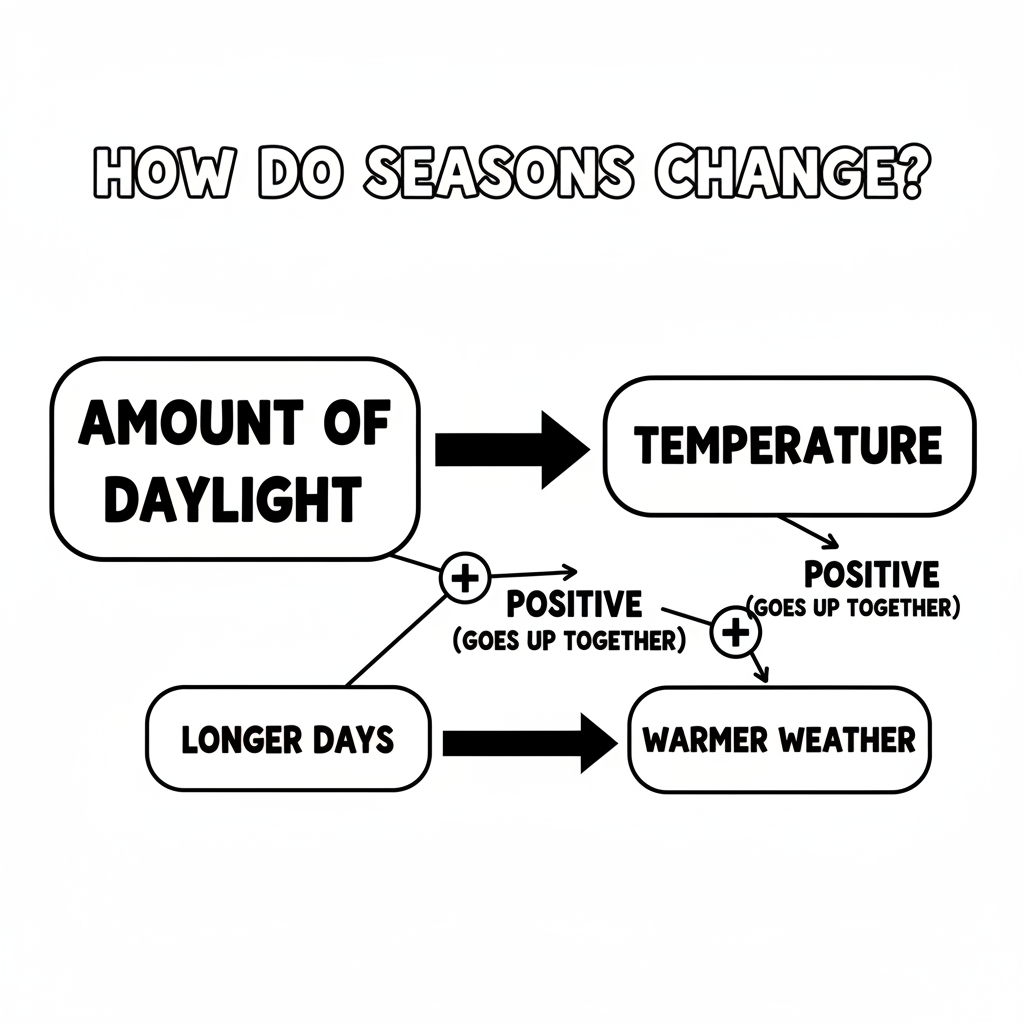 HOW DO SEASONS CHANGE?
AMOUNT OF
DAYLIGHT
TEMPERATURE
+
POSITIVE
(GOES UP TOGETHER)
+
POSITIVE
(GOES UP TOGETHER)
LONGER DAYS
WARMER WEATHER